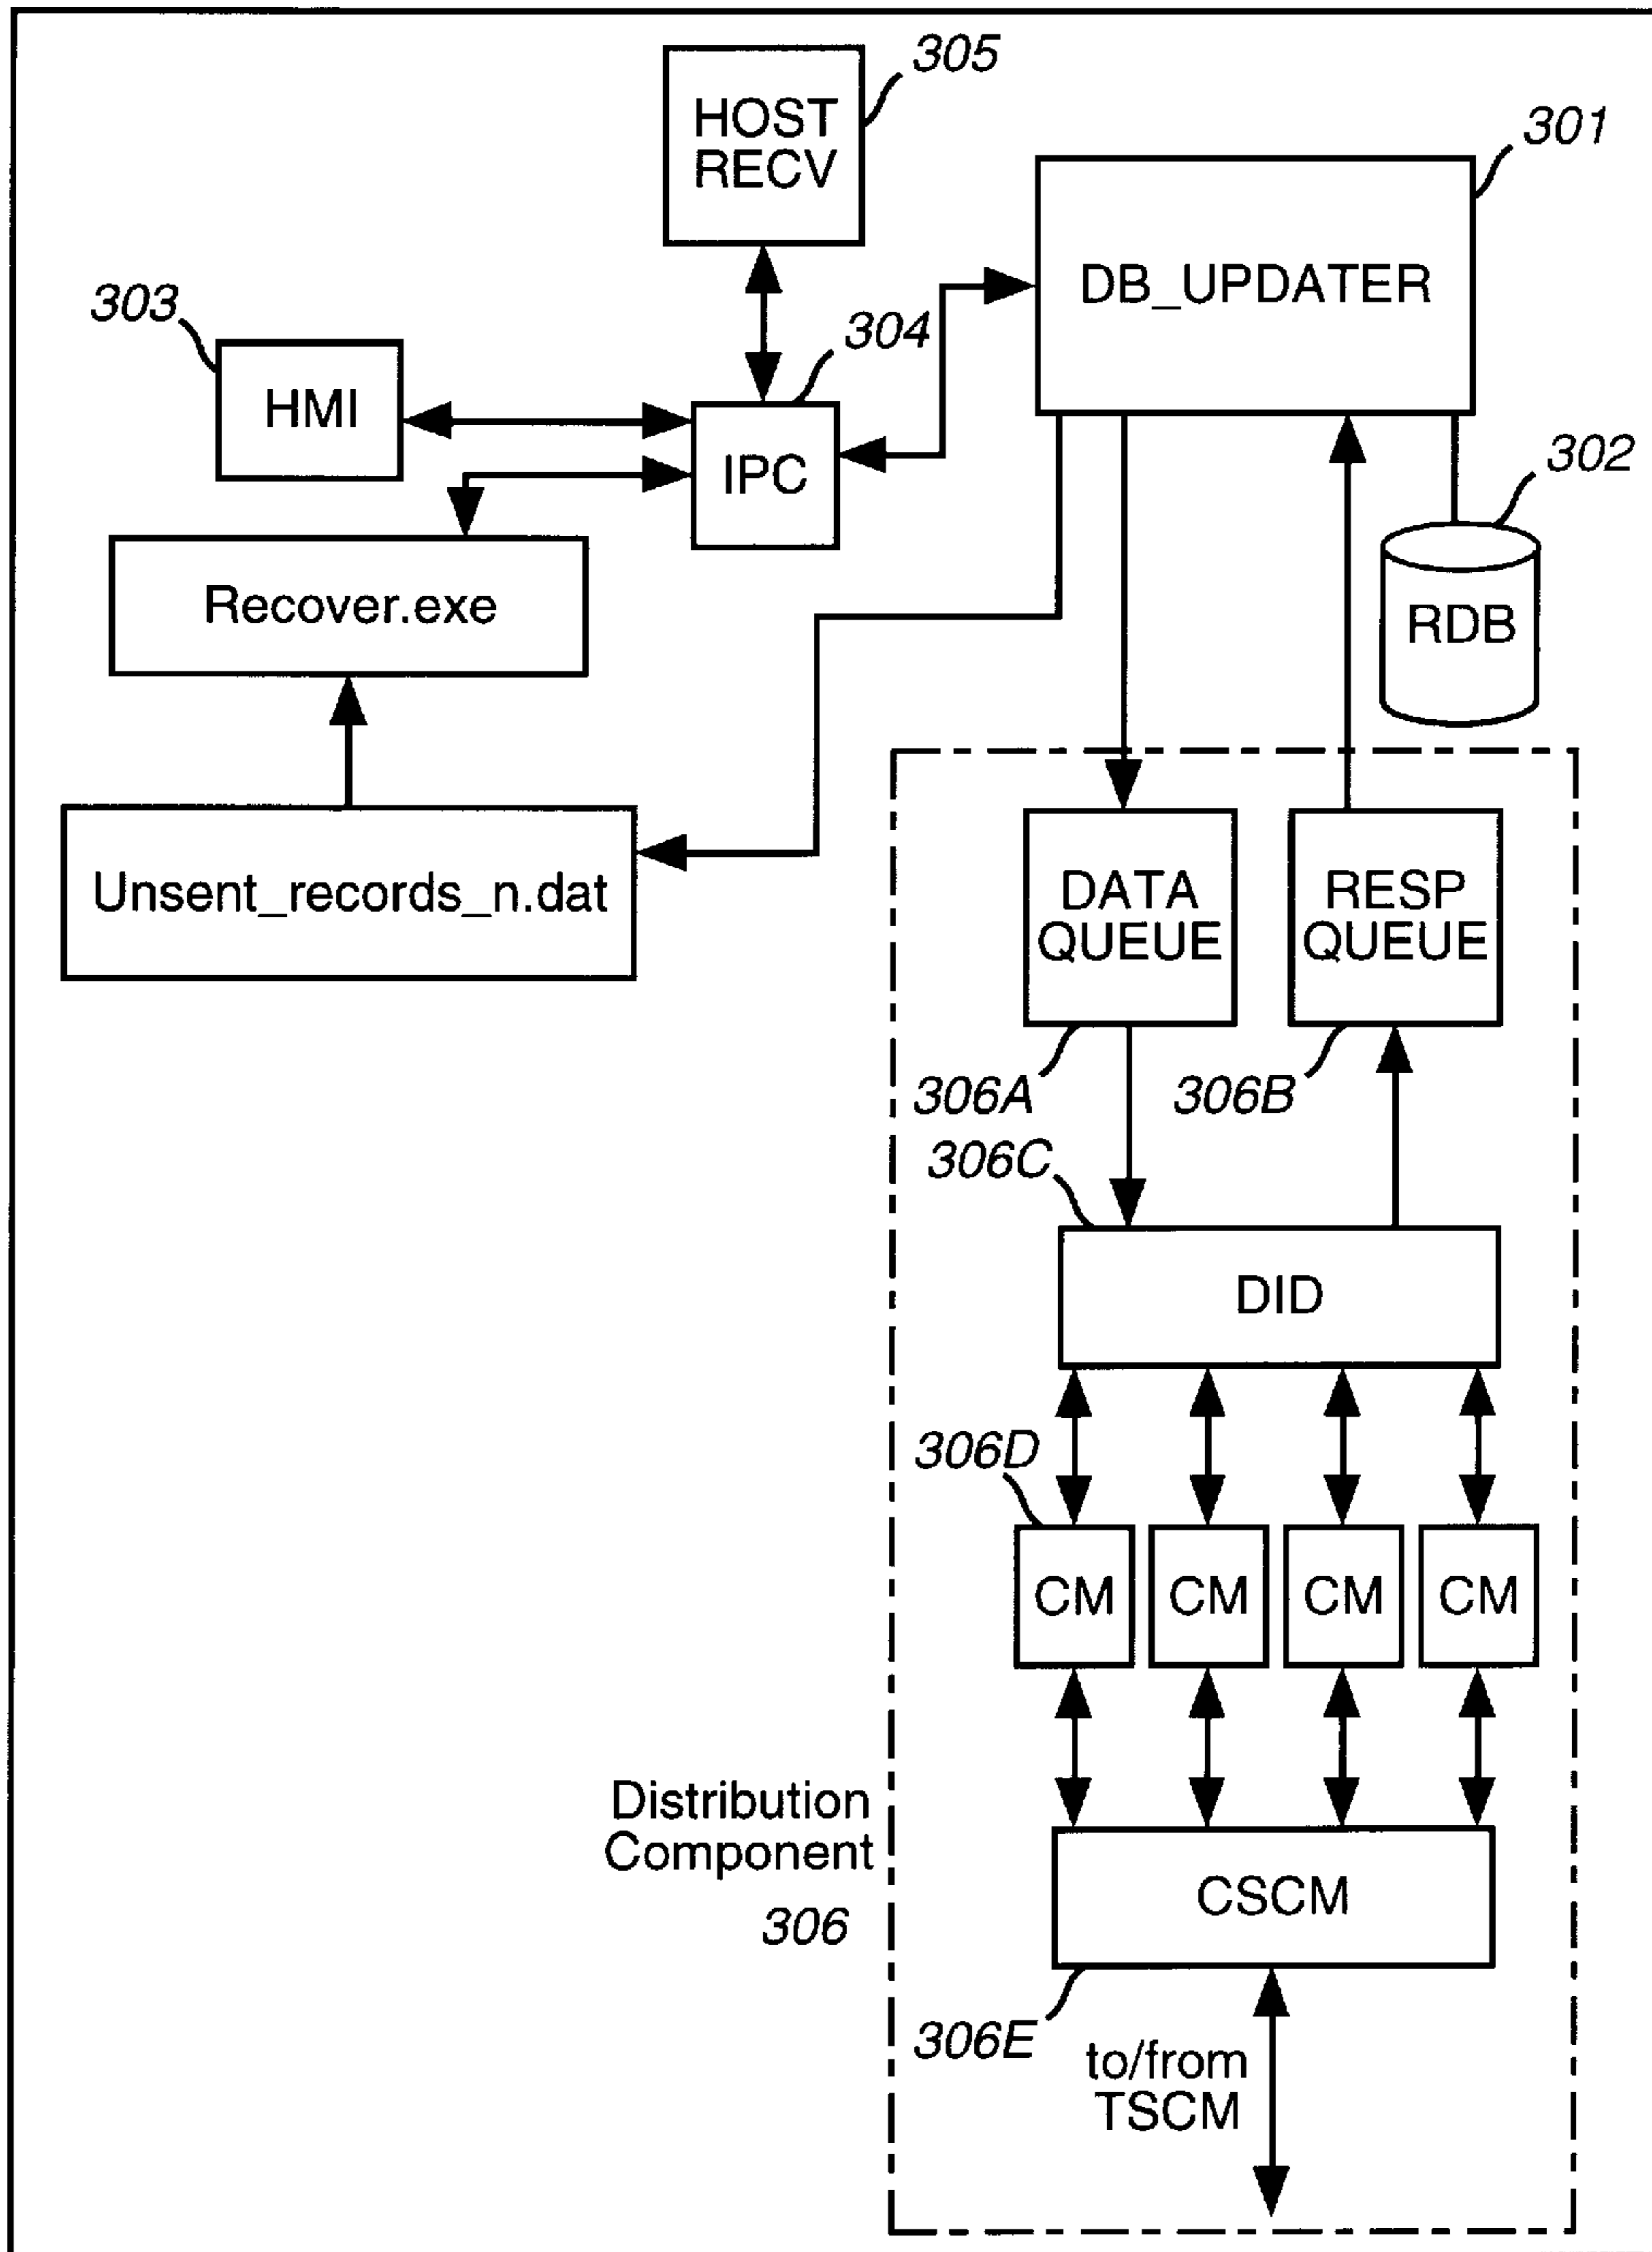 305
HOST
RECV
301
DB_UPDATER
303
HMI
304
IPC
302
RDB
Recover.exe
Unsent_records_n.dat
DATA
QUEUE
RESP
QUEUE
306A
306B
306C
DID
306D
CM
CM
CM
CM
Distribution
Component
306
CSCM
306E
to/from
TSCM